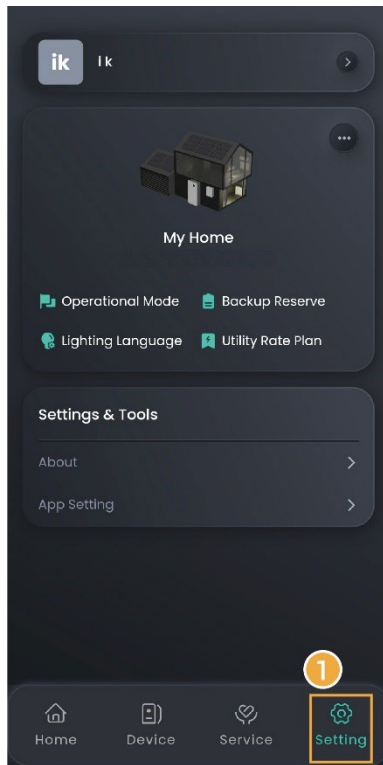 ik ik
My Home
Operational Mode Backup Reserve
Lighting Language Utility Rate Plan
Settings & Tools
About
App Setting
1
Home Device Service Setting